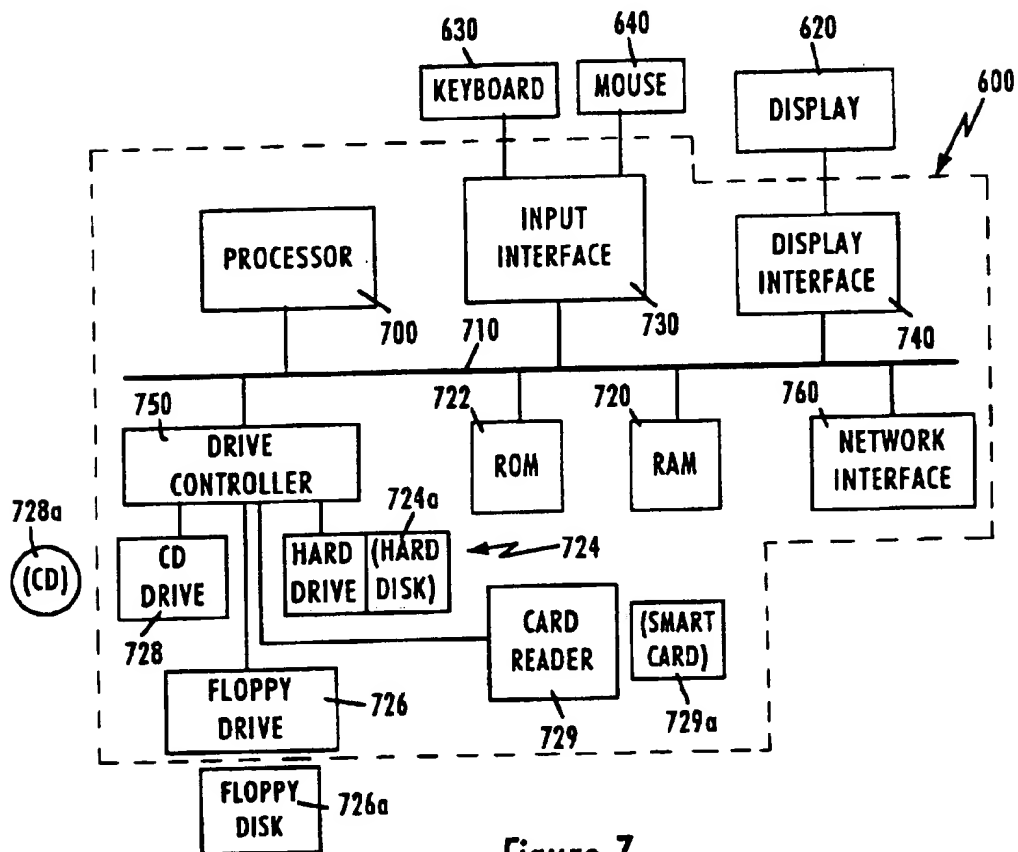 630
640
620
600
KEYBOARD
MOUSE
DISPLAY
PROCESSOR
700
INPUT
INTERFACE
730
DISPLAY
INTERFACE
740
710
750
DRIVE
CONTROLLER
722
ROM
720
RAM
760
NETWORK
INTERFACE
728a
(CD)
CD
DRIVE
728
724a
HARD
DRIVE
(HARD
DISK)
724
CARD
READER
729
(SMART
CARD)
729a
FLOPPY
DRIVE
726
FLOPPY
DISK
726a
Figure 7